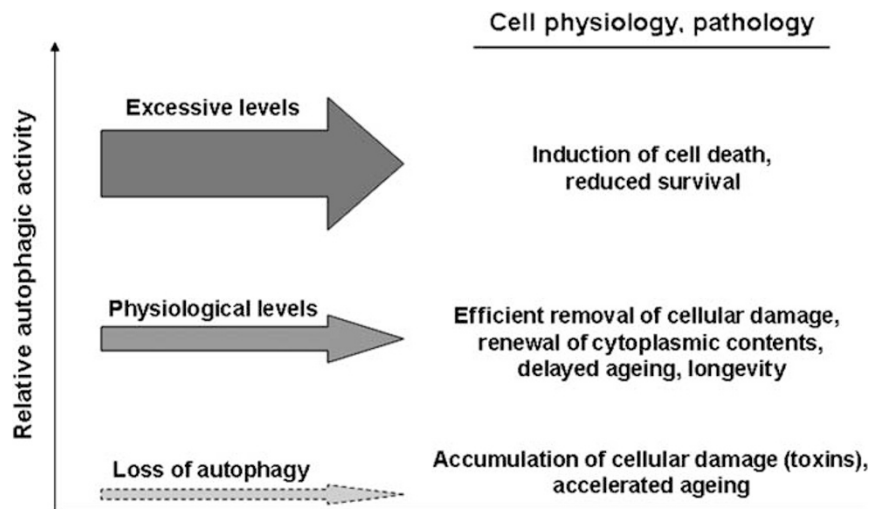 Cell physiology, pathology
Relative autophagic activity
Excessive levels
Induction of cell death,
reduced survival
Physiological levels
Efficient removal of cellular damage,
renewal of cytoplasmic contents,
delayed ageing, longevity
Loss of autophagy
Accumulation of cellular damage (toxins),
accelerated ageing